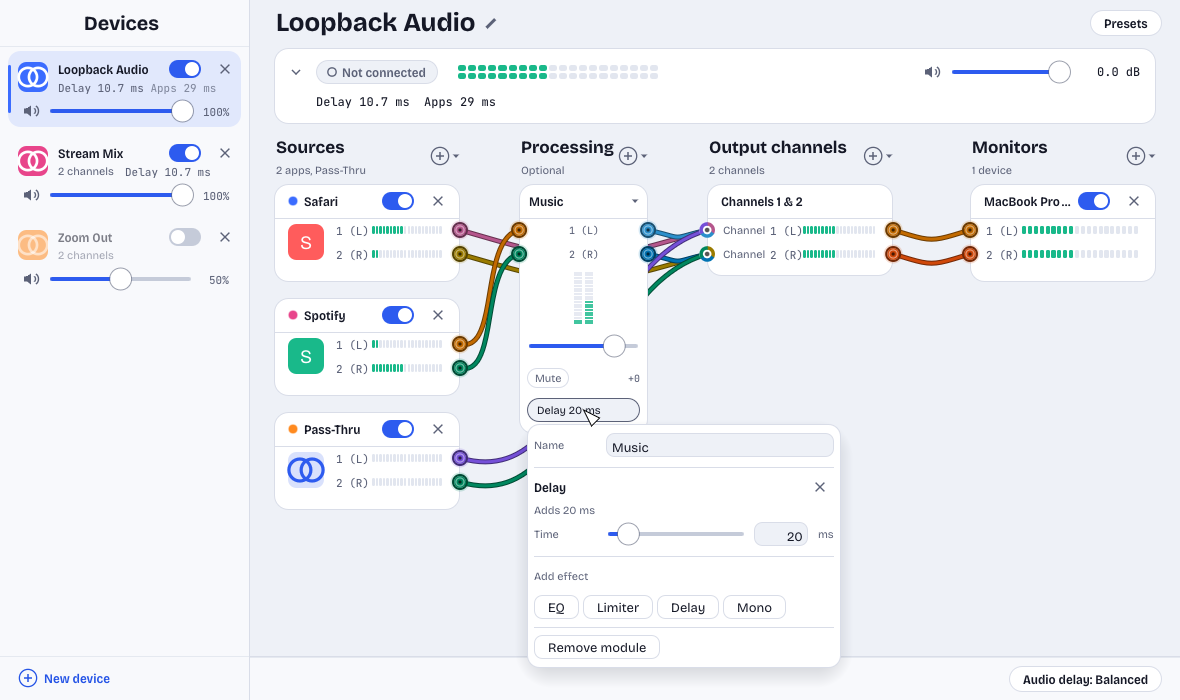 Devices
Loopback Audio
Delay 10.7 ms Apps 29 ms
100%
Stream Mix
2 channels Delay 10.7 ms
100%
Zoom Out
2 channels
50%
New device
Loopback Audio
Presets
Not connected
0.0 dB
Delay 10.7 ms Apps 29 ms
Sources
2 apps, Pass-Thru
Processing
Optional
Output channels
2 channels
Monitors
1 device
Safari
S
1 (L)
2 (R)
Spotify
S
1 (L)
2 (R)
Pass-Thru
1 (L)
2 (R)
Music
1 (L)
2 (R)
Mute +0
Delay 20 ms
Channels 1 & 2
Channel 1 (L)
Channel 2 (R)
MacBook Pro...
1 (L)
2 (R)
Name Music
Delay
Adds 20 ms
Time 20 ms
Add effect
EQ Limiter Delay Mono
Remove module
Audio delay: Balanced